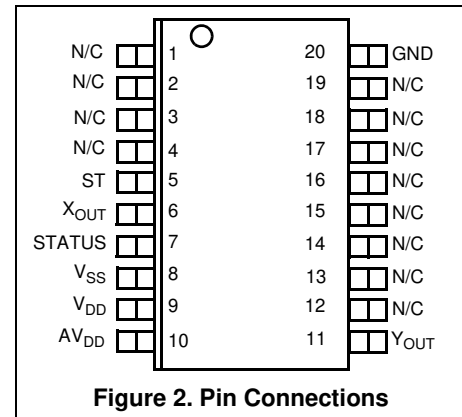 N/C 1 20 GND
N/C 2 19 N/C
N/C 3 18 N/C
N/C 4 17 N/C
ST 5 16 N/C
XOUT 6 15 N/C
STATUS 7 14 N/C
VSS 8 13 N/C
VDD 9 12 N/C
AVDD 10 11 YOUT
Figure 2. Pin Connections